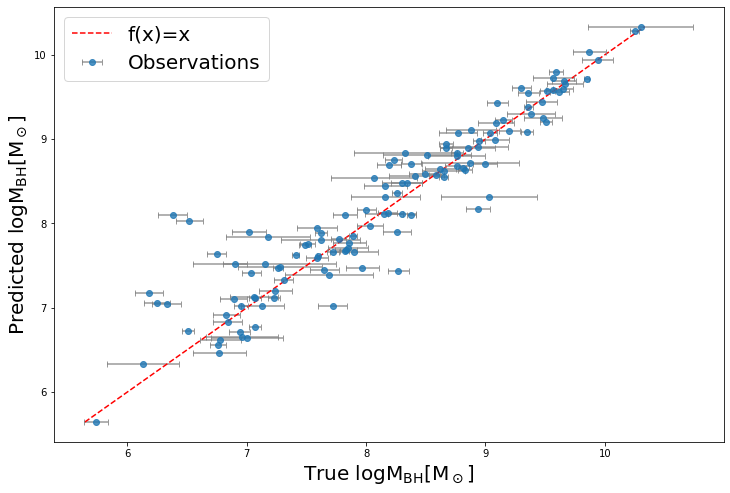 f(x)=x
Observations
10
9
8
7
6
Predicted logM_BH[M_⊙]
6
7
8
9
10
True logM_BH[M_⊙]